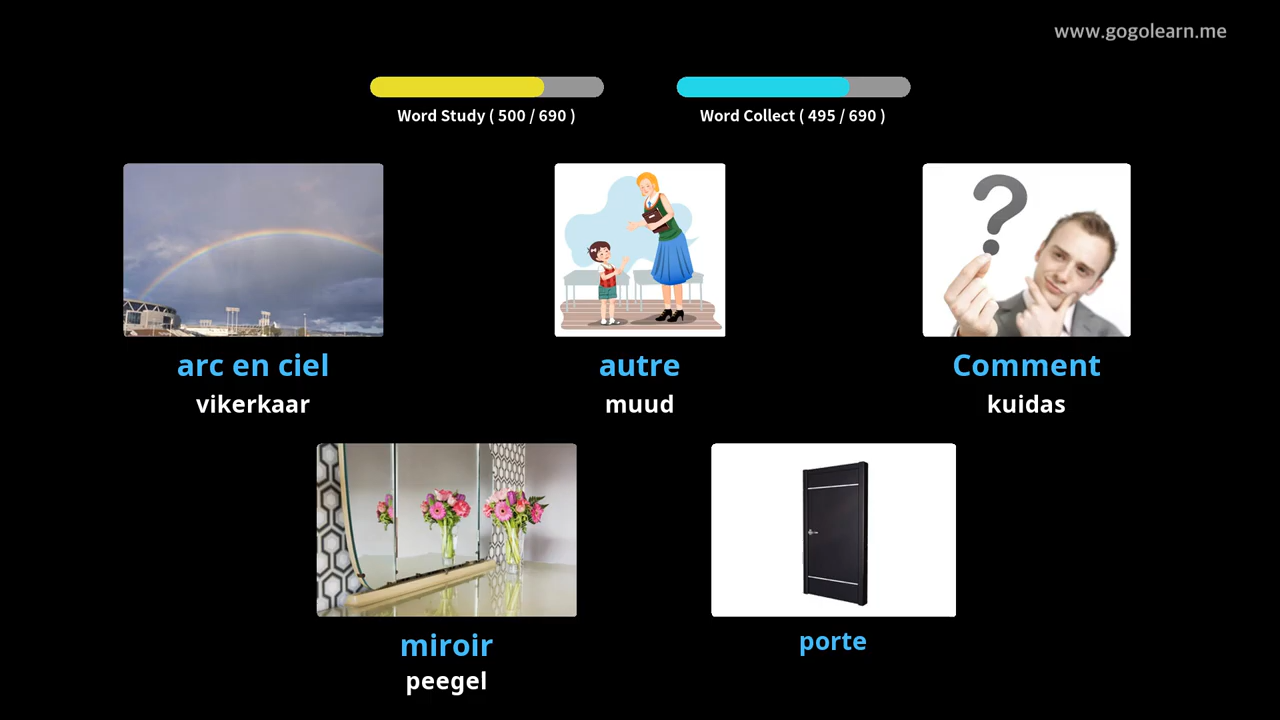 www.gogolearn.me
Word Study ( 500 / 690 )
Word Collect ( 495 / 690 )
arc en ciel
vikerkaar
autre
muud
Comment
kuidas
miroir
peegel
porte